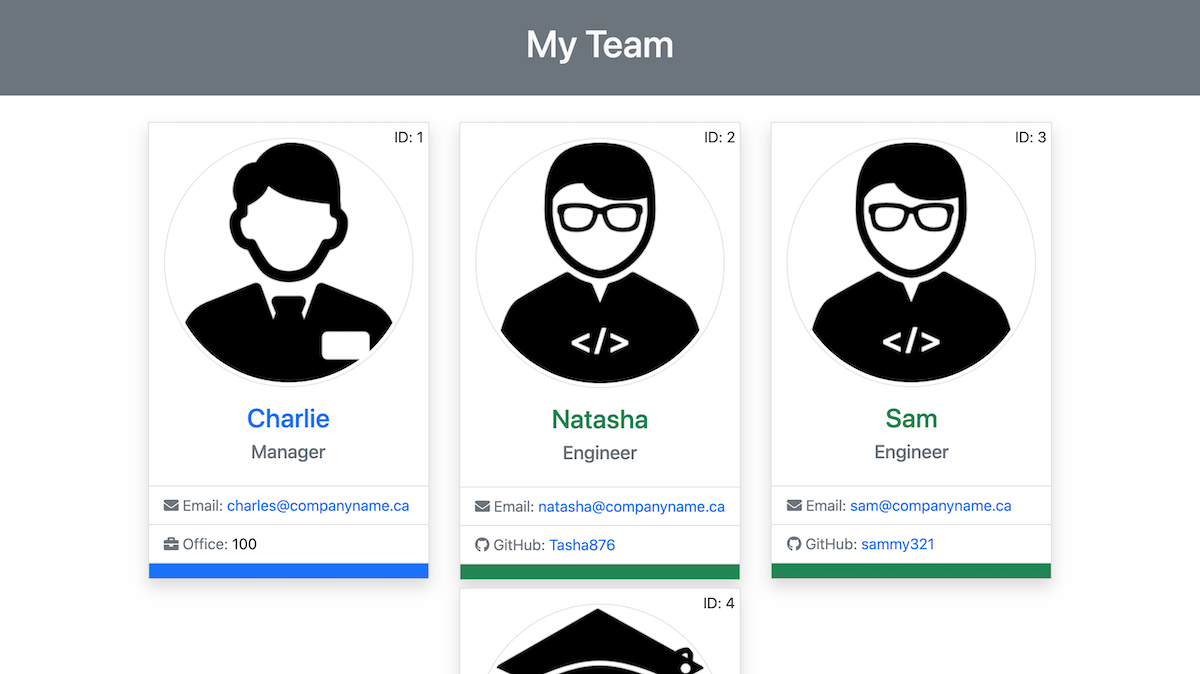 My Team
ID: 1
</>
Charlie
Manager
Email: charles@companyname.ca
Office: 100
ID: 2
</>
Natasha
Engineer
Email: natasha@companyname.ca
GitHub: Tasha876
ID: 3
Sam
Engineer
Email: sam@companyname.ca
GitHub: sammy321
ID: 4